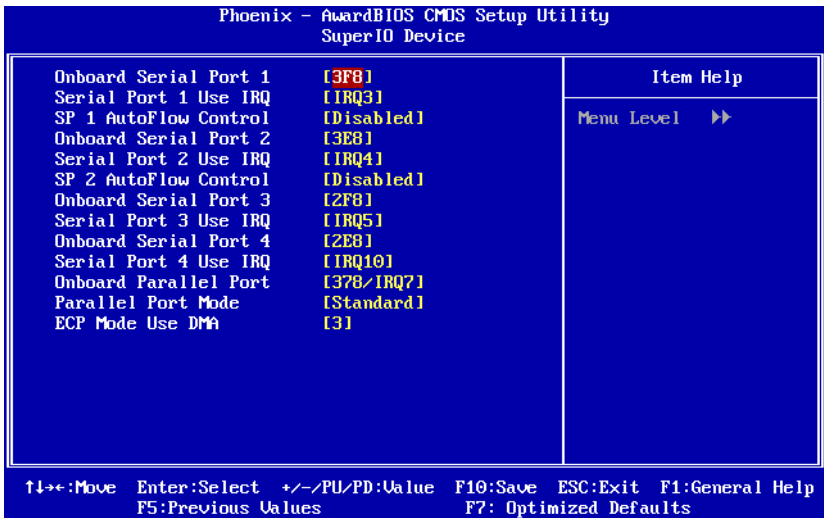 Phoenix - AwardBIOS CMOS Setup Utility
SuperIO Device
Onboard Serial Port 1 [3F8]
Serial Port 1 Use IRQ [IRQ3]
SP 1 AutoFlow Control [Disabled]
Onboard Serial Port 2 [3E8]
Serial Port 2 Use IRQ [IRQ4]
SP 2 AutoFlow Control [Disabled]
Onboard Serial Port 3 [2F8]
Serial Port 3 Use IRQ [IRQ5]
Onboard Serial Port 4 [2E8]
Serial Port 4 Use IRQ [IRQ10]
Onboard Parallel Port [378/IRQ7]
Parallel Port Mode [Standard]
ECP Mode Use DMA [3]
Item Help
Menu Level ►►
↑↓→←:Move Enter:Select +/-/PU/PD:Value F10:Save ESC:Exit F1:General Help
F5:Previous Values F7: Optimized Defaults